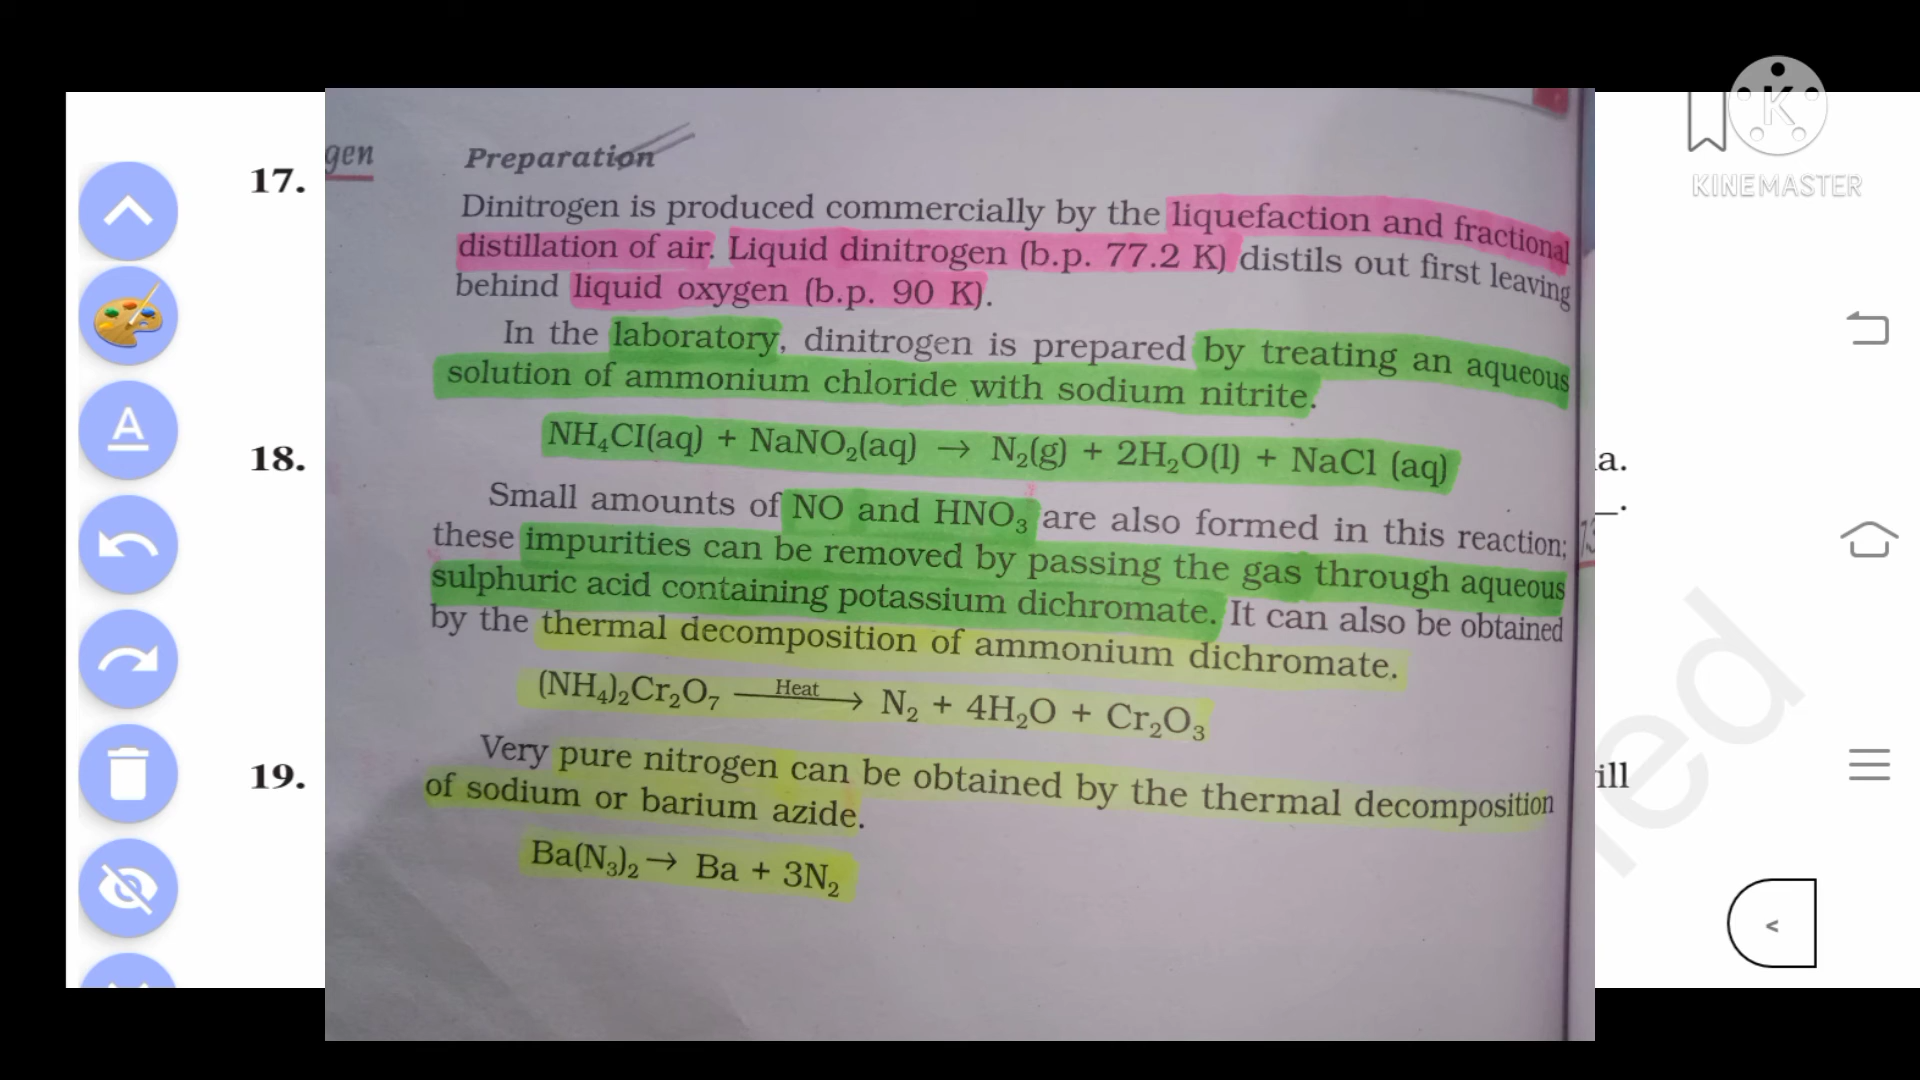 17.
18.
19.
gen
Preparation
Dinitrogen is produced commercially by the liquefaction and fractional
distillation of air. Liquid dinitrogen (b.p. 77.2 K) distils out first leaving
behind liquid oxygen (b.p. 90 K).
In the laboratory, dinitrogen is prepared by treating an aqueous
solution of ammonium chloride with sodium nitrite.
NH₄CI(aq) + NaNO₂(aq) → N₂(g) + 2H₂O(l) + NaCl (aq)
Small amounts of NO and HNO₃ are also formed in this reaction;
these impurities can be removed by passing the gas through aqueous
sulphuric acid containing potassium dichromate. It can also be obtained
by the thermal decomposition of ammonium dichromate.
Heat
(NH₄)₂Cr₂O₇ → N₂ + 4H₂O + Cr₂O₃
Very pure nitrogen can be obtained by the thermal decomposition
of sodium or barium azide.
Ba(N₃)₂ → Ba + 3N₂
a.
ill
ed
K
KINEMASTER
A
<